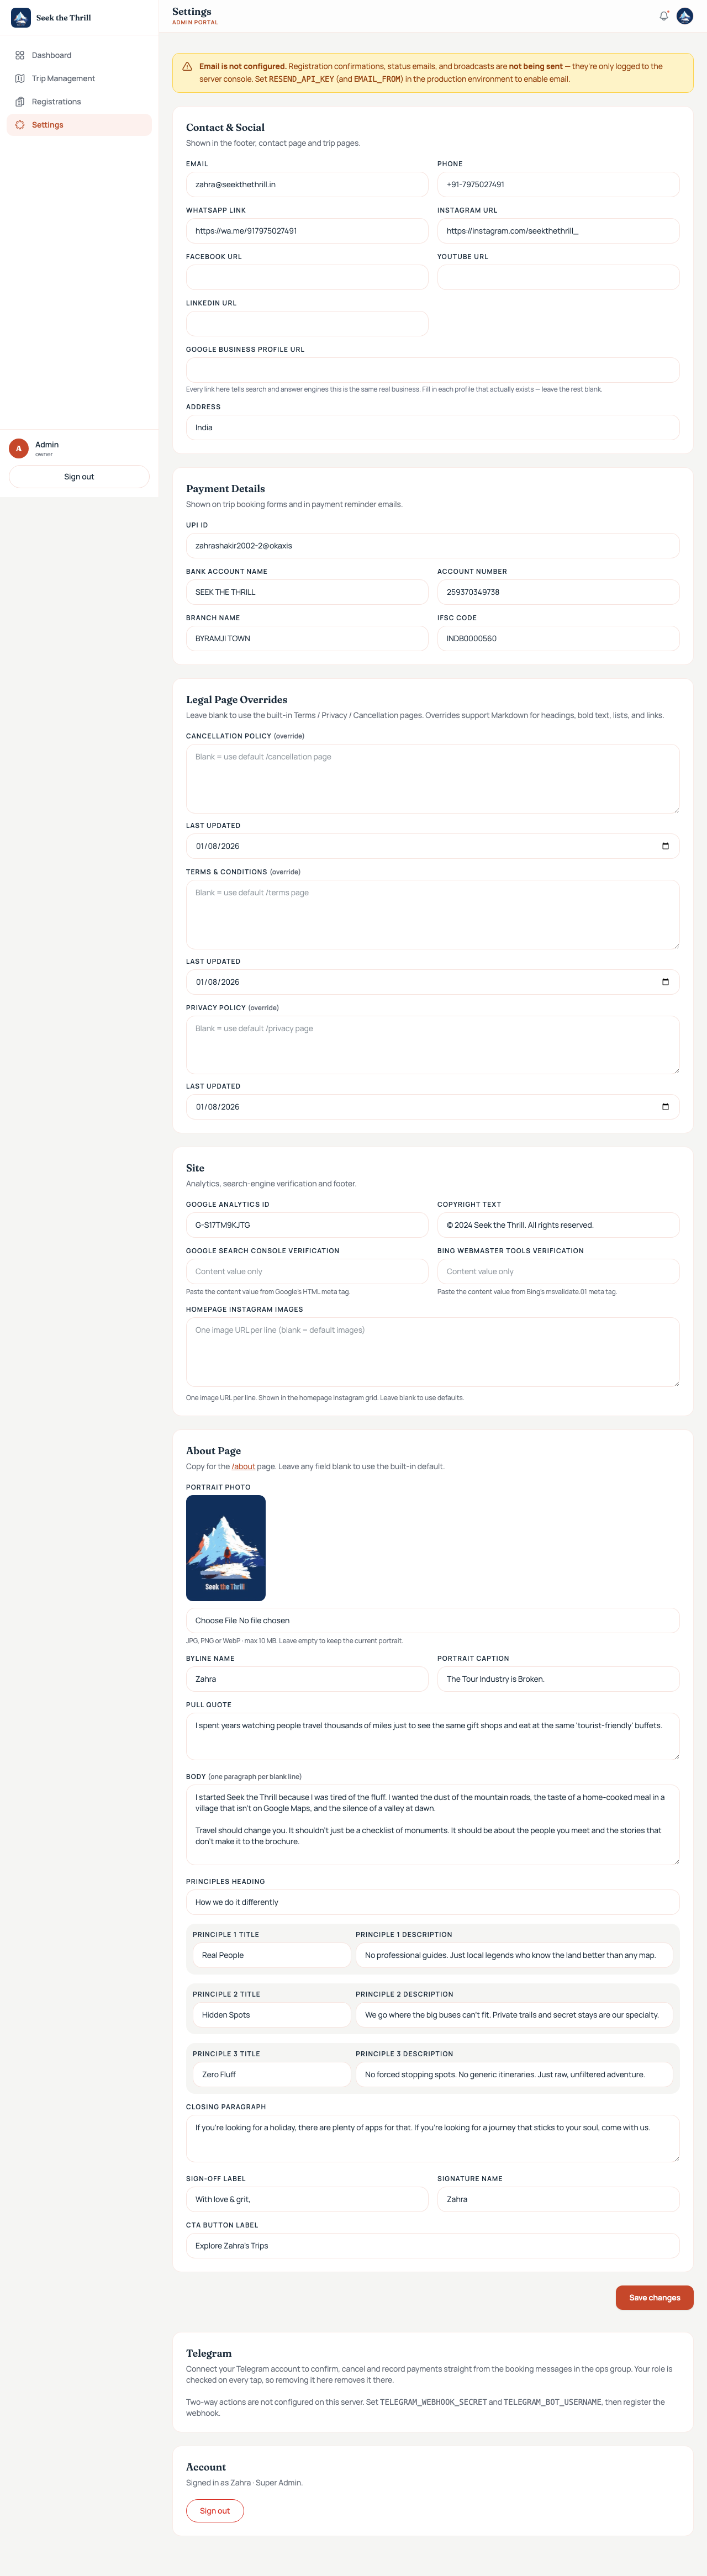 Seek the Thrill
Settings
ADMIN PORTAL
Dashboard
Trip Management
Registrations
Settings
Email is not configured. Registration confirmations, status emails, and broadcasts are not being sent — they're only logged to the
server console. Set RESEND_API_KEY (and EMAIL_FROM) in the production environment to enable email.
Contact & Social
Shown in the footer, contact page and trip pages.
EMAIL
zahra@seekthethrill.in
PHONE
+91-7975027491
WHATSAPP LINK
https://wa.me/917975027491
INSTAGRAM URL
https://instagram.com/seekthethrill_
FACEBOOK URL
YOUTUBE URL
LINKEDIN URL
GOOGLE BUSINESS PROFILE URL
Every link here tells search and answer engines this is the same real business. Fill in each profile that actually exists — leave the rest blank.
ADDRESS
India
A
Admin
owner
Sign out
Payment Details
Shown on trip booking forms and in payment reminder emails.
UPI ID
zahrashakir2002-2@okaxis
BANK ACCOUNT NAME
SEEK THE THRILL
ACCOUNT NUMBER
259370349738
BRANCH NAME
BYRAMJI TOWN
IFSC CODE
INDB0000560
Legal Page Overrides
Leave blank to use the built-in Terms / Privacy / Cancellation pages. Overrides support Markdown for headings, bold text, lists, and links.
CANCELLATION POLICY (override)
Blank = use default /cancellation page
LAST UPDATED
01/08/2026
TERMS & CONDITIONS (override)
Blank = use default /terms page
LAST UPDATED
01/08/2026
PRIVACY POLICY (override)
Blank = use default /privacy page
LAST UPDATED
01/08/2026
Site
Analytics, search-engine verification and footer.
GOOGLE ANALYTICS ID
G-S17TM9KJTG
COPYRIGHT TEXT
© 2024 Seek the Thrill. All rights reserved.
GOOGLE SEARCH CONSOLE VERIFICATION
Content value only
Paste the content value from Google's HTML meta tag.
BING WEBMASTER TOOLS VERIFICATION
Content value only
Paste the content value from Bing's msvalidate.01 meta tag.
HOMEPAGE INSTAGRAM IMAGES
One image URL per line (blank = default images)
One image URL per line. Shown in the homepage Instagram grid. Leave blank to use defaults.
About Page
Copy for the /about page. Leave any field blank to use the built-in default.
PORTRAIT PHOTO
Seek the Thrill
Choose File No file chosen
JPG, PNG or WebP · max 10 MB. Leave empty to keep the current portrait.
BYLINE NAME
Zahra
PORTRAIT CAPTION
The Tour Industry is Broken.
PULL QUOTE
I spent years watching people travel thousands of miles just to see the same gift shops and eat at the same 'tourist-friendly' buffets.
BODY (one paragraph per blank line)
I started Seek the Thrill because I was tired of the fluff. I wanted the dust of the mountain roads, the taste of a home-cooked meal in a
village that isn't on Google Maps, and the silence of a valley at dawn.
Travel should change you. It shouldn't just be a checklist of monuments. It should be about the people you meet and the stories that
don't make it to the brochure.
PRINCIPLES HEADING
How we do it differently
PRINCIPLE 1 TITLE
Real People
PRINCIPLE 1 DESCRIPTION
No professional guides. Just local legends who know the land better than any map.
PRINCIPLE 2 TITLE
Hidden Spots
PRINCIPLE 2 DESCRIPTION
We go where the big buses can't fit. Private trails and secret stays are our specialty.
PRINCIPLE 3 TITLE
Zero Fluff
PRINCIPLE 3 DESCRIPTION
No forced stopping spots. No generic itineraries. Just raw, unfiltered adventure.
CLOSING PARAGRAPH
If you're looking for a holiday, there are plenty of apps for that. If you're looking for a journey that sticks to your soul, come with us.
SIGN-OFF LABEL
With love & grit,
SIGNATURE NAME
Zahra
CTA BUTTON LABEL
Explore Zahra's Trips
Save changes
Telegram
Connect your Telegram account to confirm, cancel and record payments straight from the booking messages in the ops group. Your role is
checked on every tap, so removing it here removes it there.
Two-way actions are not configured on this server. Set TELEGRAM_WEBHOOK_SECRET and TELEGRAM_BOT_USERNAME, then register the
webhook.
Account
Signed in as Zahra · Super Admin.
Sign out